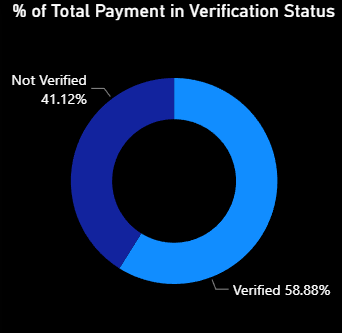 % of Total Payment in Verification Status
Not Verified
41.12%
Verified 58.88%